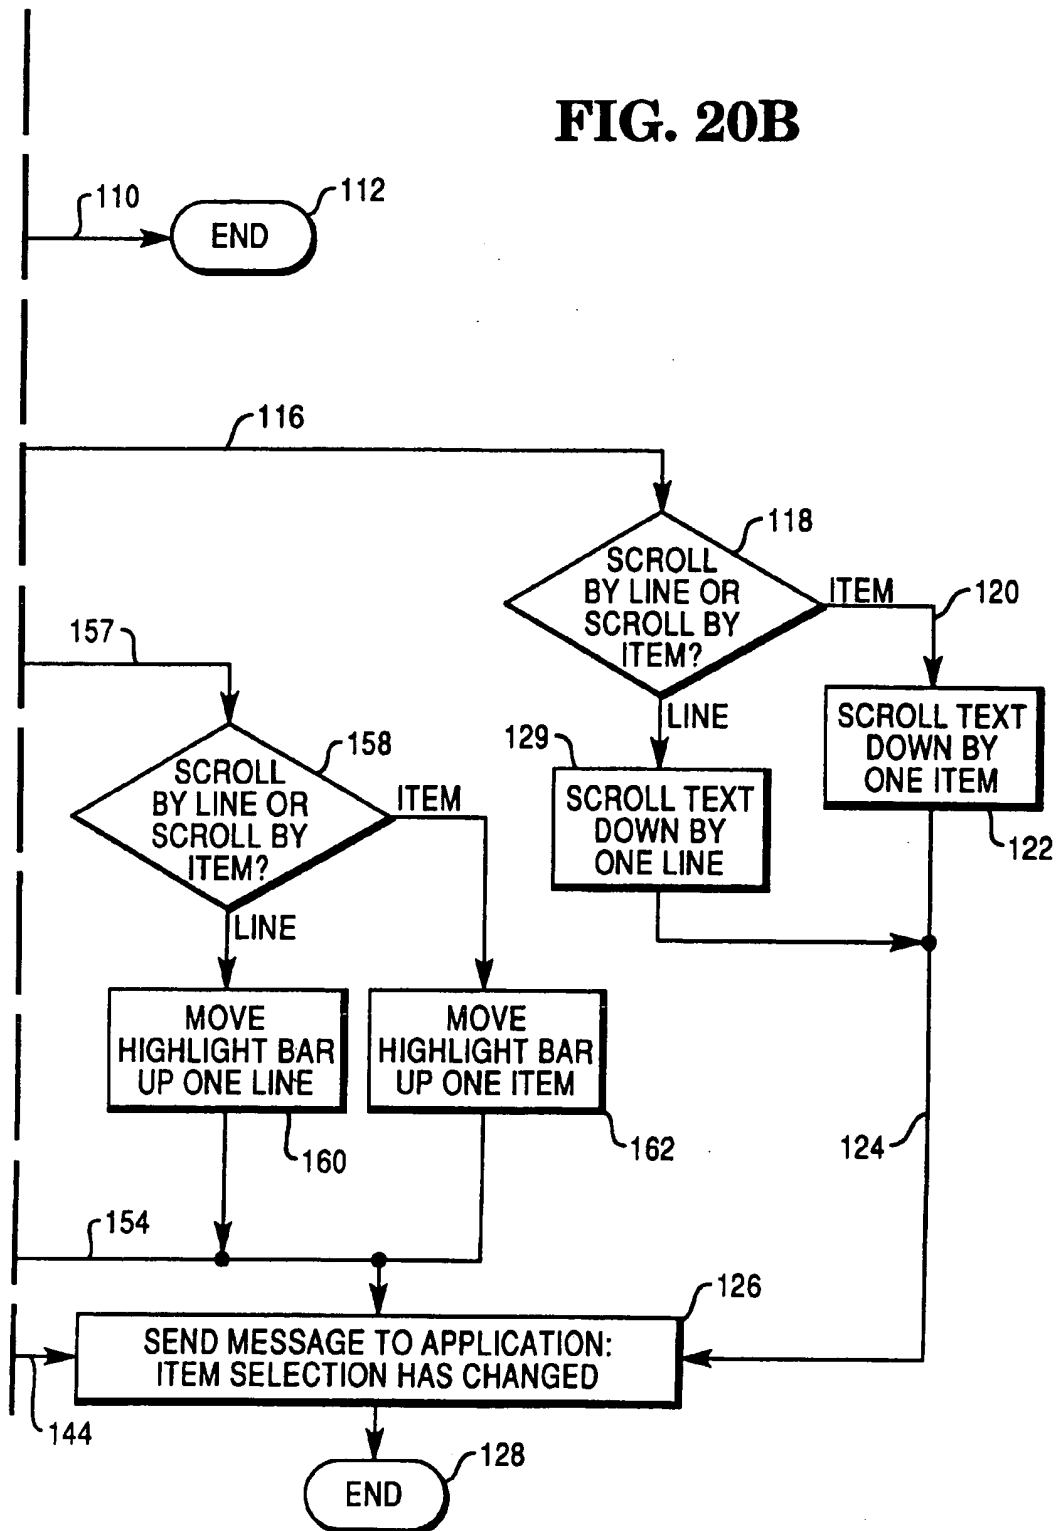 FIG. 20B
110
112
END
116
118
SCROLL
BY LINE OR
SCROLL BY
ITEM?
ITEM
120
LINE
157
158
SCROLL
BY LINE OR
SCROLL BY
ITEM?
ITEM
LINE
129
SCROLL TEXT
DOWN BY
ONE LINE
SCROLL TEXT
DOWN BY
ONE ITEM
122
MOVE
HIGHLIGHT BAR
UP ONE LINE
160
MOVE
HIGHLIGHT BAR
UP ONE ITEM
162
124
154
126
SEND MESSAGE TO APPLICATION:
ITEM SELECTION HAS CHANGED
144
128
END